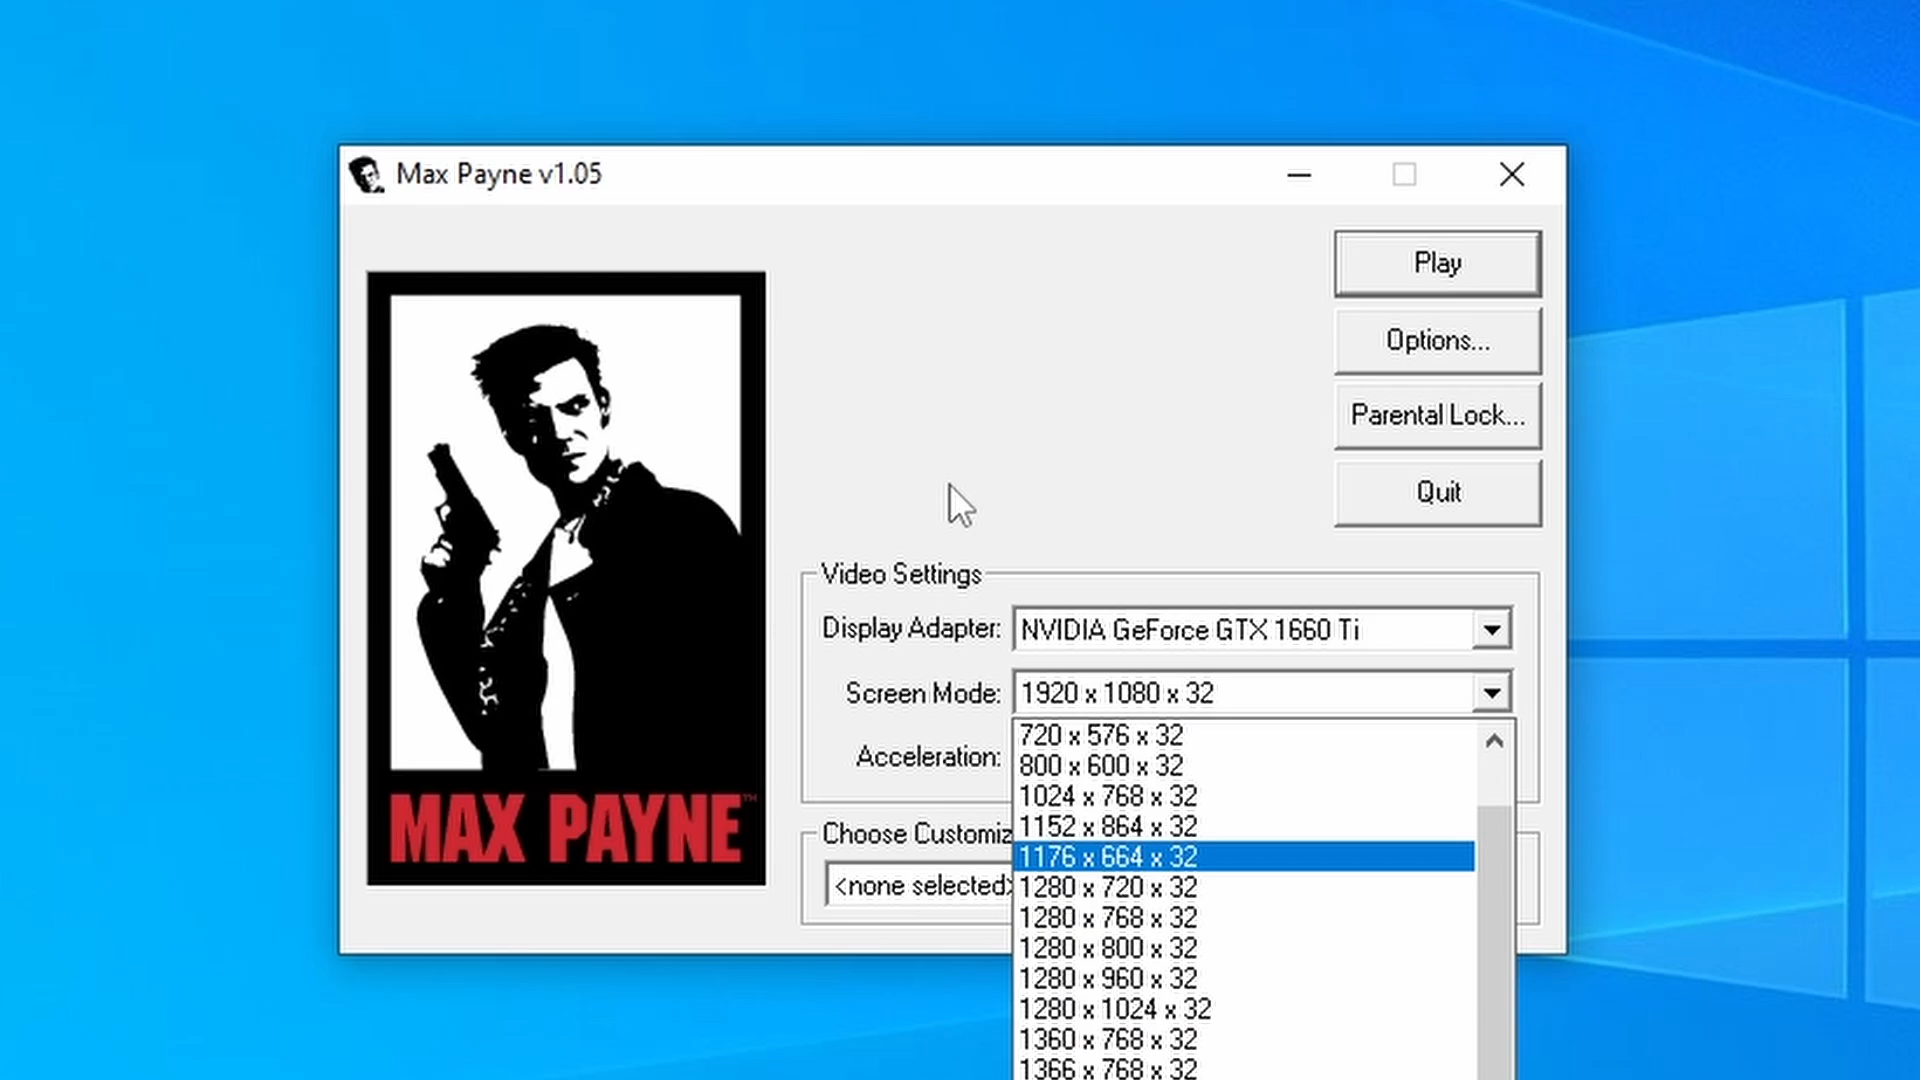 Max Payne v1.05
Play
Options...
Parental Lock...
Quit
MAX PAYNE™
Video Settings
Display Adapter: NVIDIA GeForce GTX 1660 Ti
Screen Mode: 1920 x 1080 x 32
Acceleration:
720 x 576 x 32
800 x 600 x 32
1024 x 768 x 32
1152 x 864 x 32
1176 x 664 x 32
1280 x 720 x 32
1280 x 768 x 32
1280 x 800 x 32
1280 x 960 x 32
1280 x 1024 x 32
1360 x 768 x 32
1366 x 768 x 32
Choose Customiz
<none selected>